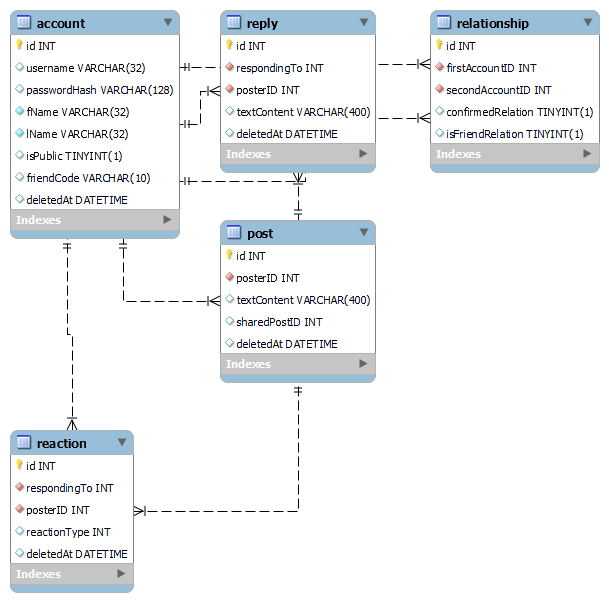 account
id INT
username VARCHAR(32)
passwordHash VARCHAR(128)
fName VARCHAR(32)
lName VARCHAR(32)
isPublic TINYINT(1)
friendCode VARCHAR(10)
deletedAt DATETIME
Indexes
reply
id INT
respondingTo INT
posterID INT
textContent VARCHAR(400)
deletedAt DATETIME
Indexes
relationship
id INT
firstAccountID INT
secondAccountID INT
confirmedRelation TINYINT(1)
isFriendRelation TINYINT(1)
Indexes
post
id INT
posterID INT
textContent VARCHAR(400)
sharedPostID INT
deletedAt DATETIME
Indexes
reaction
id INT
respondingTo INT
posterID INT
reactionType INT
deletedAt DATETIME
Indexes